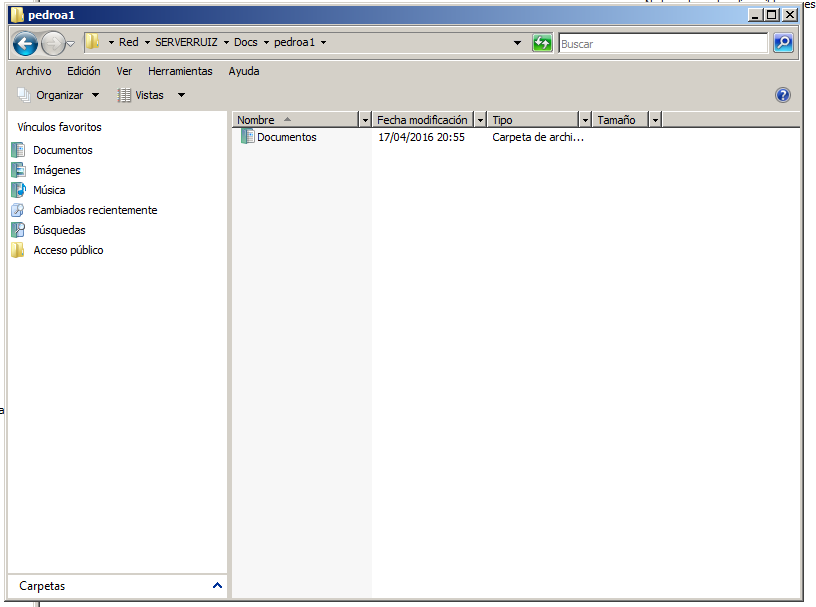 pedroa1
Red SERVERRUIZ Docs pedroa1
Buscar
Archivo Edición Ver Herramientas Ayuda
Organizar Vistas
Vínculos favoritos
Documentos
Imágenes
Música
Cambiados recientemente
Búsquedas
Acceso público
Nombre Fecha modificación Tipo Tamaño
Documentos 17/04/2016 20:55 Carpeta de archi...
Carpetas